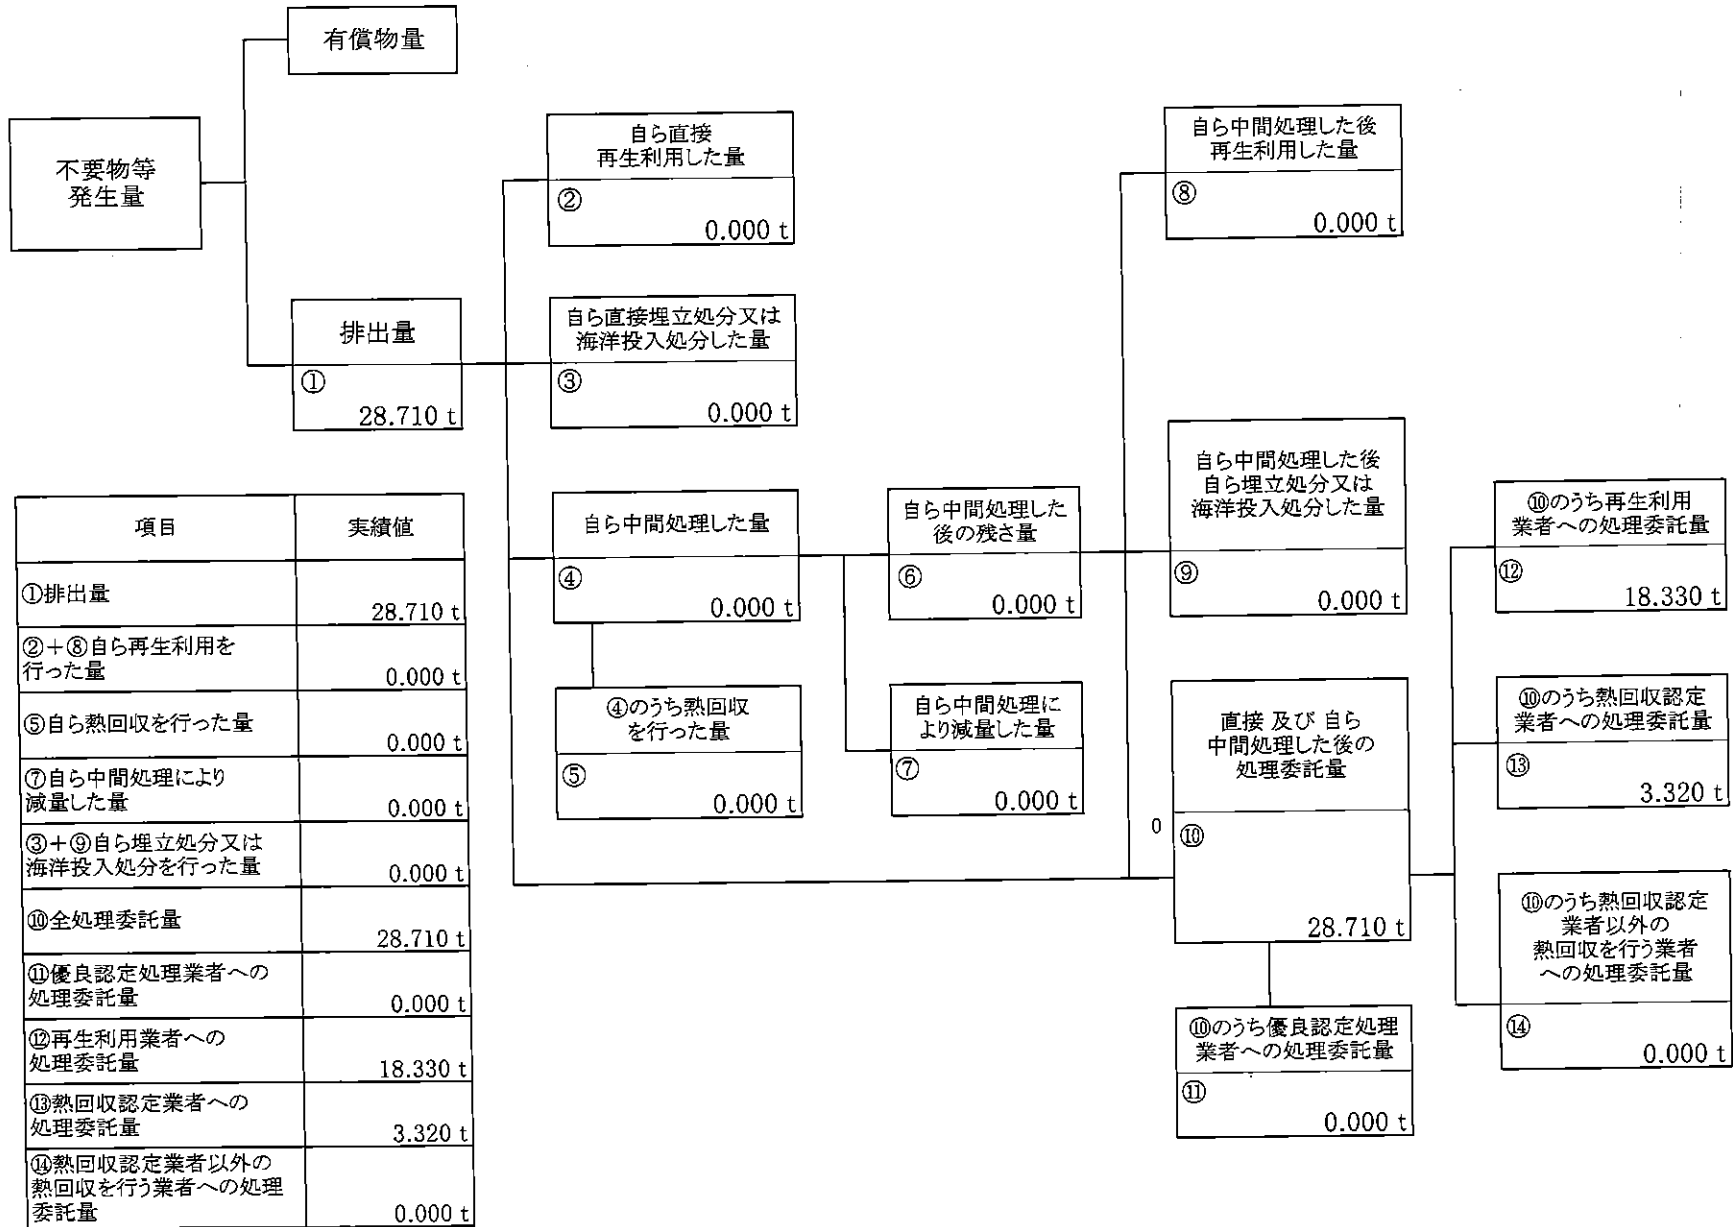 有償物量
不要物等
発生量
排出量
①
28.710 t
自ら直接
再生利用した量
②
0.000 t
自ら直接埋立処分又は
海洋投入処分した量
③
0.000 t
自ら中間処理した量
④
0.000 t
④のうち熱回収
を行った量
⑤
0.000 t
自ら中間処理した
後の残さ量
⑥
0.000 t
自ら中間処理に
より減量した量
⑦
0.000 t
自ら中間処理した後
再生利用した量
⑧
0.000 t
自ら中間処理した後
自ら埋立処分又は
海洋投入処分した量
⑨
0.000 t
直接 及び 自ら
中間処理した後の
処理委託量
0
⑩
28.710 t
⑩のうち優良認定処理
業者への処理委託量
⑪
0.000 t
⑩のうち再生利用
業者への処理委託量
⑫
18.330 t
⑩のうち熱回収認定
業者への処理委託量
⑬
3.320 t
⑩のうち熱回収認定
業者以外の
熱回収を行う業者
への処理委託量
⑭
0.000 t
項目 実績値
①排出量
28.710 t
②+⑧自ら再生利用を
行った量
0.000 t
⑤自ら熱回収を行った量
0.000 t
⑦自ら中間処理により
減量した量
0.000 t
③+⑨自ら埋立処分又は
海洋投入処分を行った量
0.000 t
⑩全処理委託量
28.710 t
⑪優良認定処理業者への
処理委託量
0.000 t
⑫再生利用業者への
処理委託量
18.330 t
⑬熱回収認定業者への
処理委託量
3.320 t
⑭熱回収認定業者以外の
熱回収を行う業者への処理
委託量
0.000 t